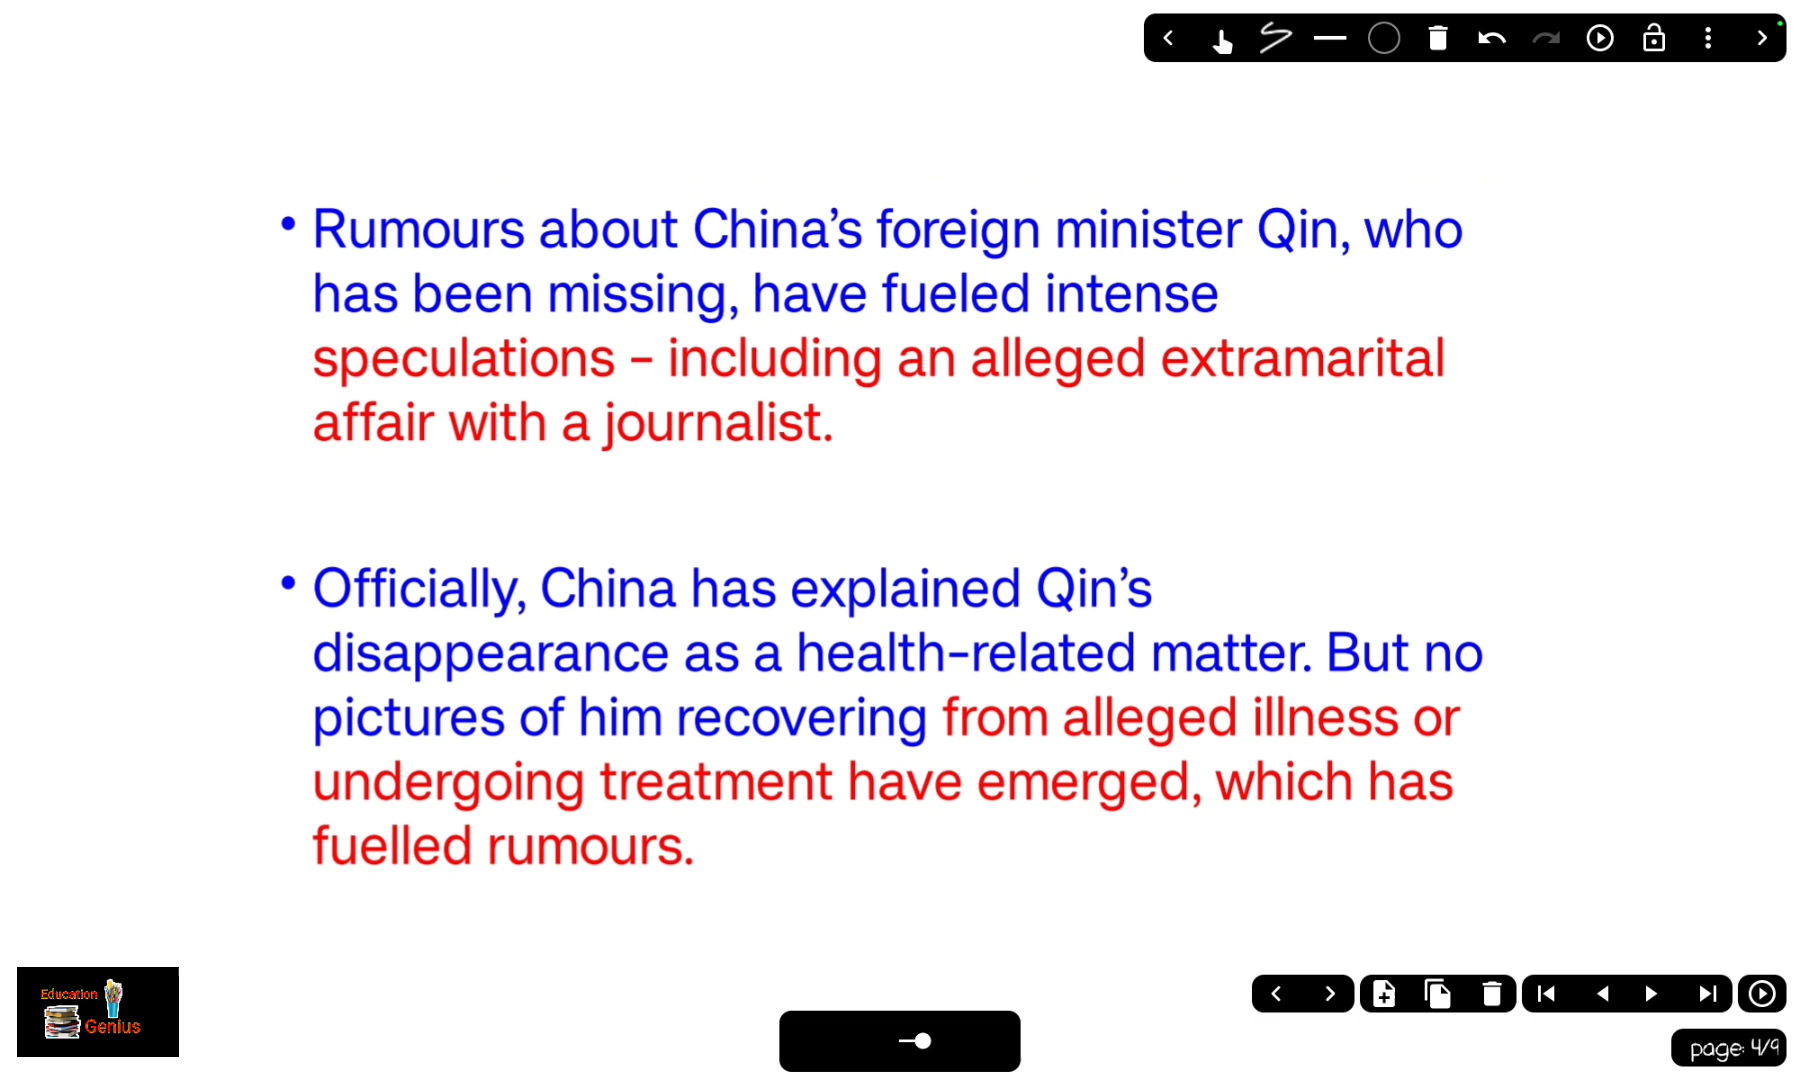 • Rumours about China’s foreign minister Qin, who
has been missing, have fueled intense
speculations – including an alleged extramarital
affair with a journalist.
• Officially, China has explained Qin’s
disappearance as a health-related matter. But no
pictures of him recovering from alleged illness or
undergoing treatment have emerged, which has
fuelled rumours.
Education
Genius
page: 4/9